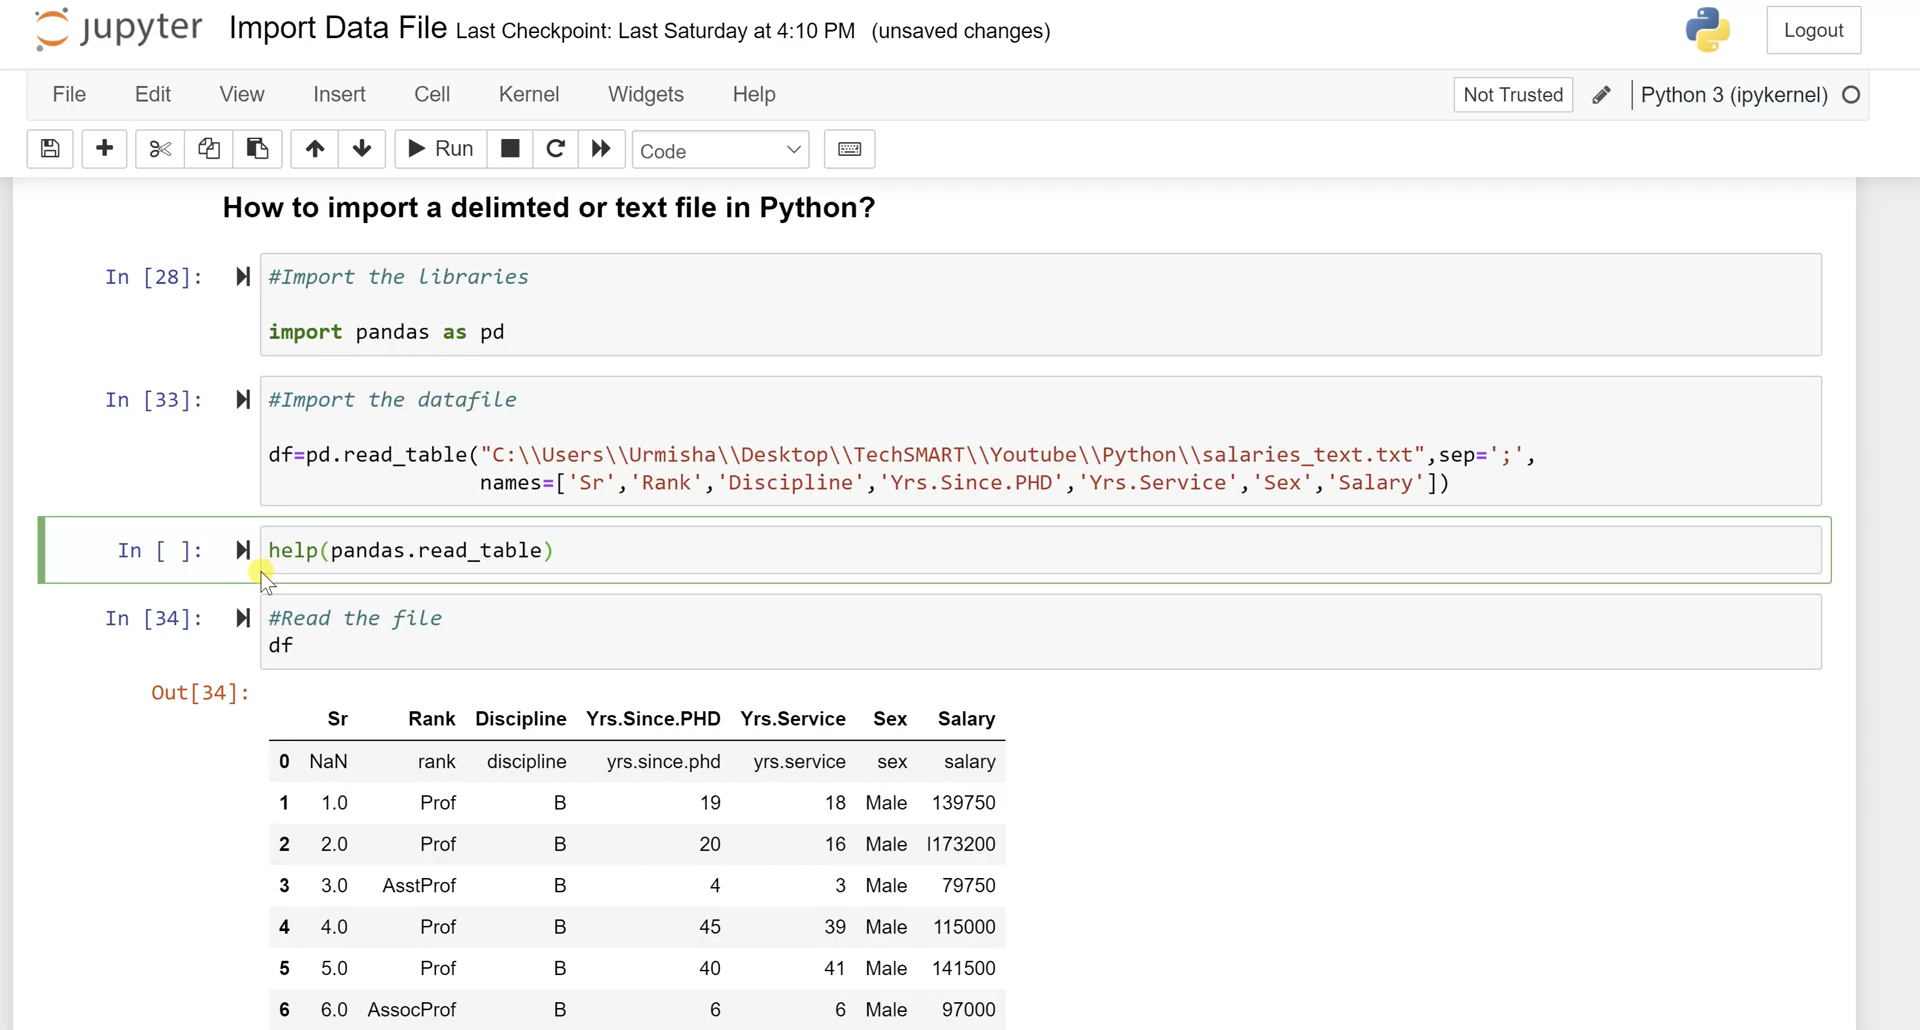 jupyter Import Data File Last Checkpoint: Last Saturday at 4:10 PM (unsaved changes) Logout
File Edit View Insert Cell Kernel Widgets Help Not Trusted Python 3 (ipykernel)
Run Code
How to import a delimted or text file in Python?
In [28]: #Import the libraries
import pandas as pd
In [33]: #Import the datafile
df=pd.read_table("C:\\Users\\Urmisha\\Desktop\\TechSMART\\Youtube\\Python\\salaries_text.txt",sep=';',
names=['Sr','Rank','Discipline','Yrs.Since.PHD','Yrs.Service','Sex','Salary'])
In [ ]: help(pandas.read_table)
In [34]: #Read the file
df
Out[34]:
Sr Rank Discipline Yrs.Since.PHD Yrs.Service Sex Salary
0 NaN rank discipline yrs.since.phd yrs.service sex salary
1 1.0 Prof B 19 18 Male 139750
2 2.0 Prof B 20 16 Male l173200
3 3.0 AsstProf B 4 3 Male 79750
4 4.0 Prof B 45 39 Male 115000
5 5.0 Prof B 40 41 Male 141500
6 6.0 AssocProf B 6 6 Male 97000